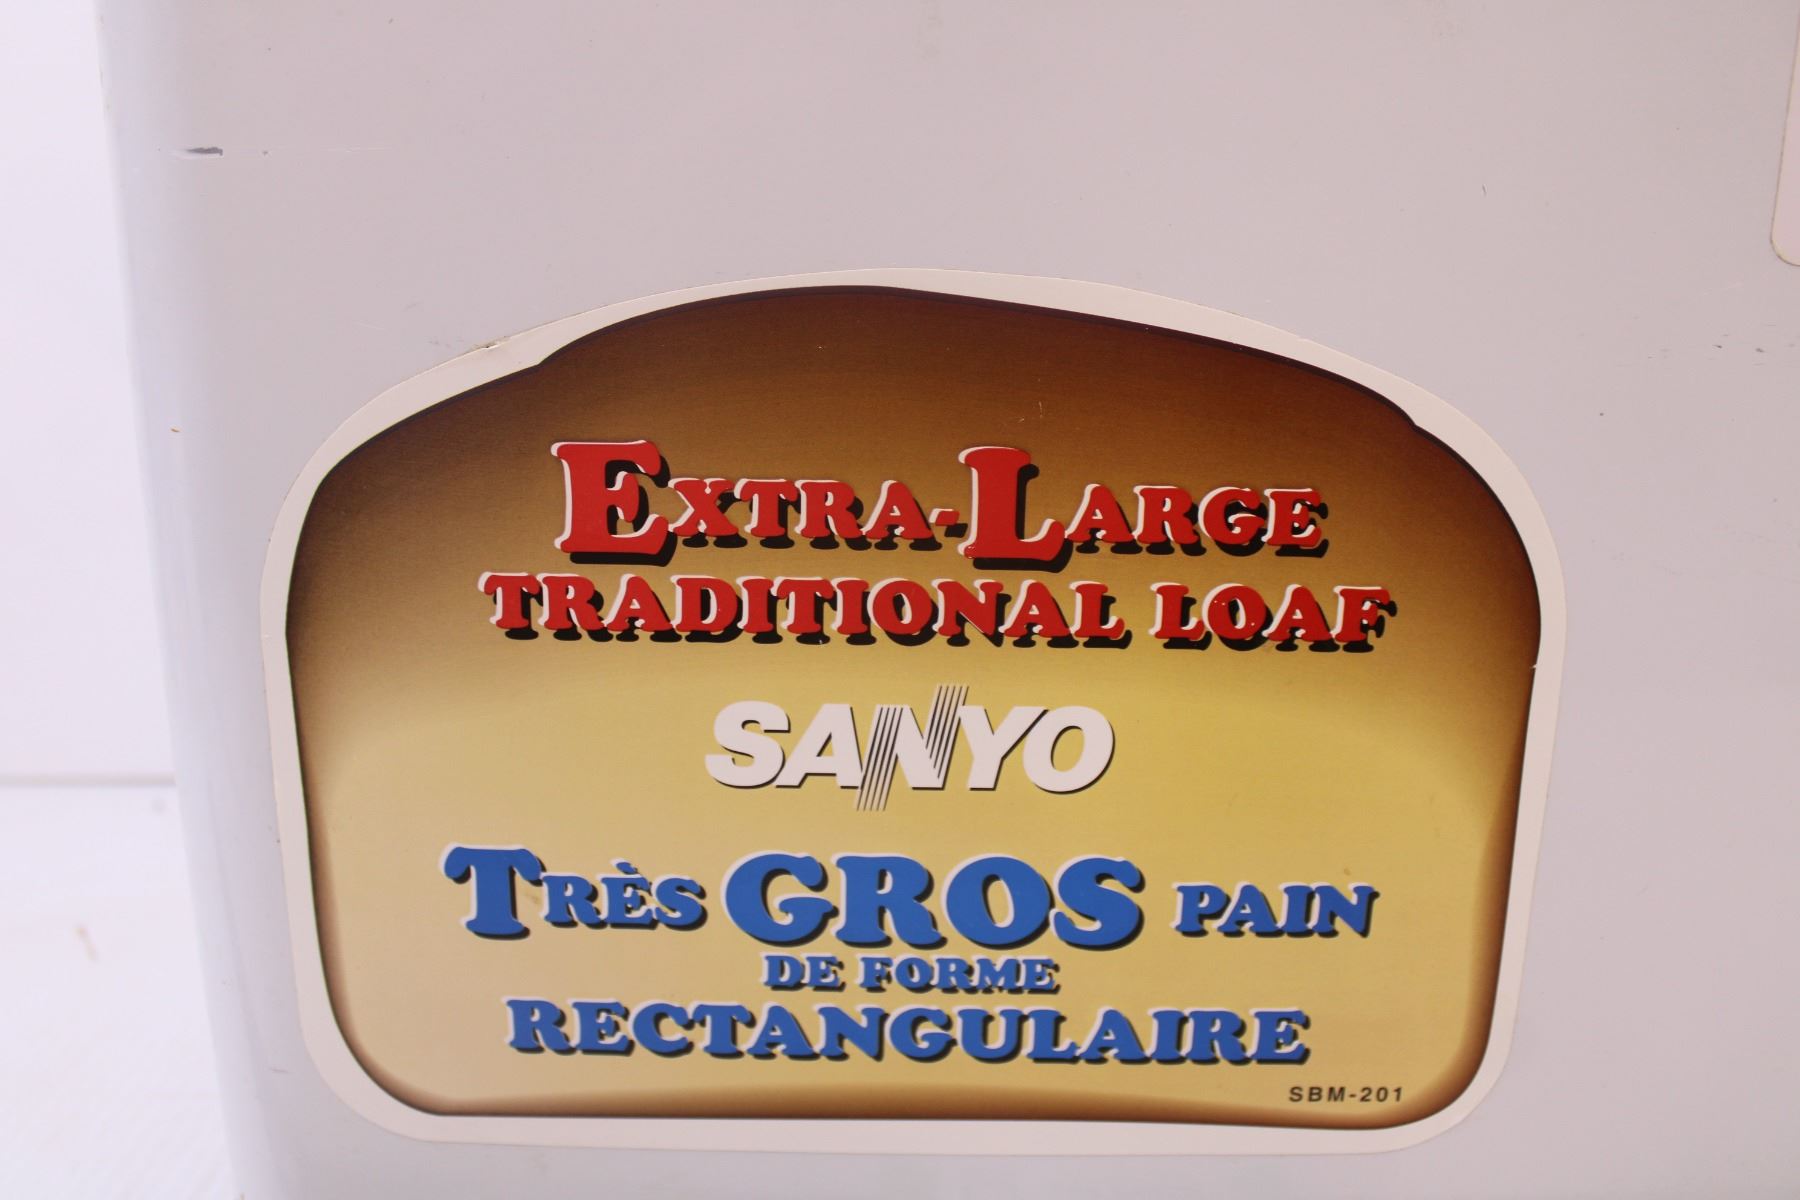 EXTRA-LARGE
TRADITIONAL LOAF
SANYO
TRÈS GROS PAIN
DE FORME
RECTANGULAIRE
SBM-201